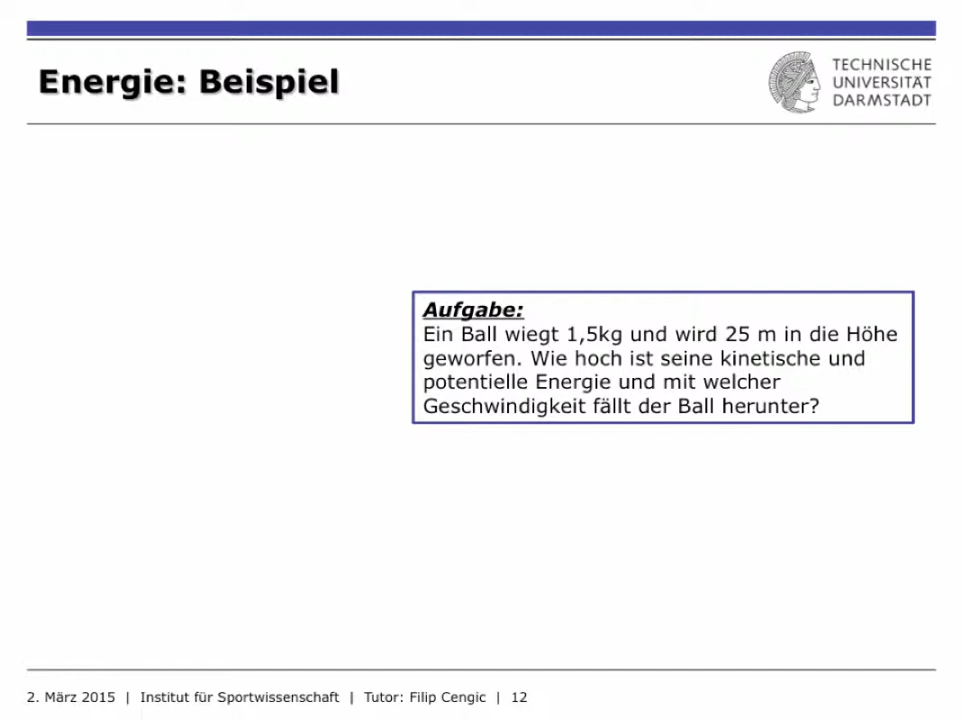 Energie: Beispiel
TECHNISCHE
UNIVERSITÄT
DARMSTADT
Aufgabe:
Ein Ball wiegt 1,5kg und wird 25 m in die Höhe
geworfen. Wie hoch ist seine kinetische und
potentielle Energie und mit welcher
Geschwindigkeit fällt der Ball herunter?
2. März 2015 | Institut für Sportwissenschaft | Tutor: Filip Cengic | 12